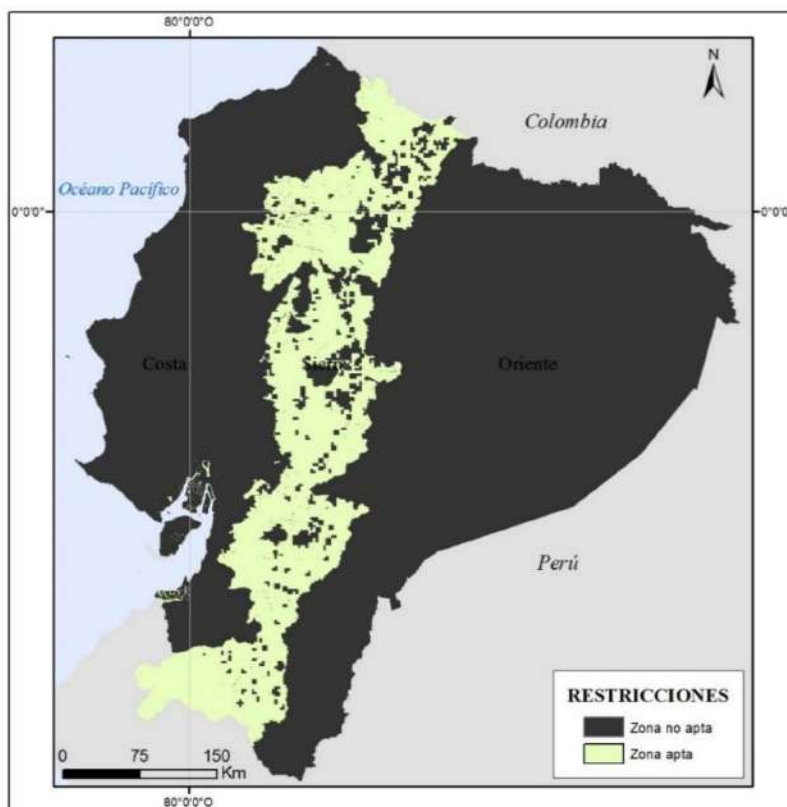 80°0'0"O
N
Colombia
Océano Pacífico
0°0'0"
0°0'0"
Costa
Sierra
Oriente
Perú
RESTRICCIONES
Zona no apta
Zona apta
0 75 150
Km
80°0'0"O